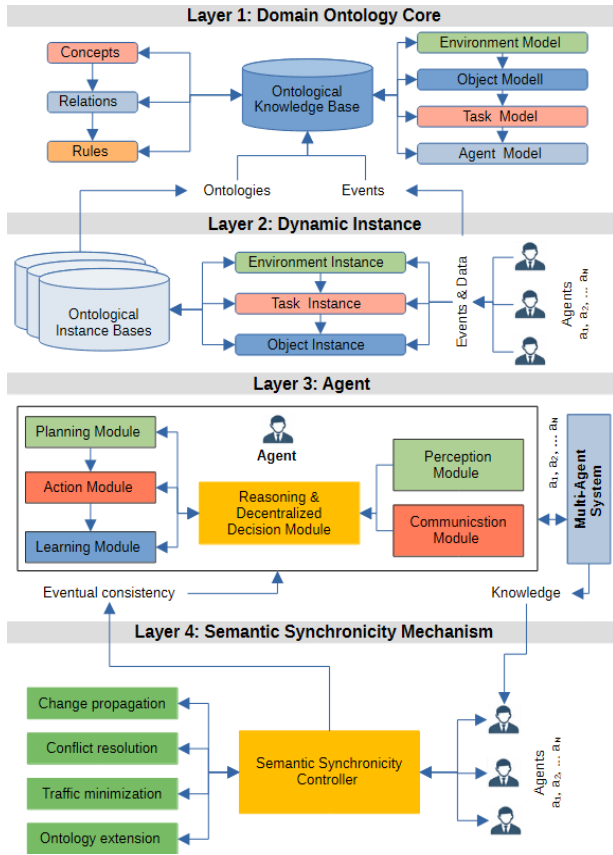 Layer 1: Domain Ontology Core
Concepts
Relations
Rules
Ontological
Knowledge Base
Environment Model
Object Modell
Task Model
Agent Model
Ontologies
Events
Layer 2: Dynamic Instance
Ontological
Instance Bases
Environment Instance
Task Instance
Object Instance
Events & Data
Agents
a₁, a₂, ... aN
Layer 3: Agent
Planning Module
Action Module
Learning Module
Agent
Reasoning &
Decentralized
Decision Module
Perception
Module
Communicstion
Module
a₁, a₂, ... aN
Multi-Agent
System
Eventual consistency
Knowledge
Layer 4: Semantic Synchronicity Mechanism
Change propagation
Conflict resolution
Traffic minimization
Ontology extension
Semantic Synchronicity
Controller
Agents
a₁, a₂, ... aN